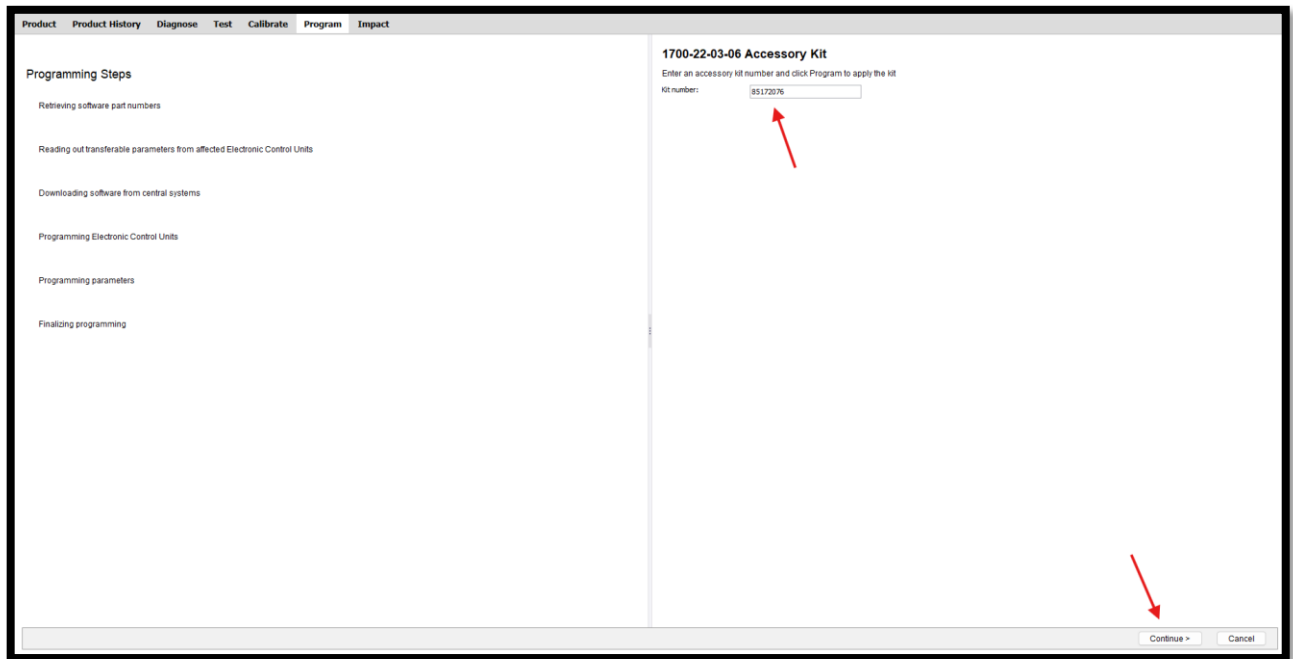 Product Product History Diagnose Test Calibrate Program Impact
Programming Steps
Retrieving software part numbers
Reading out transferable parameters from affected Electronic Control Units
Downloading software from central systems
Programming Electronic Control Units
Programming parameters
Finalizing programming
1700-22-03-06 Accessory Kit
Enter an accessory kit number and click Program to apply the kit
Kit number: 85172076
Continue > Cancel